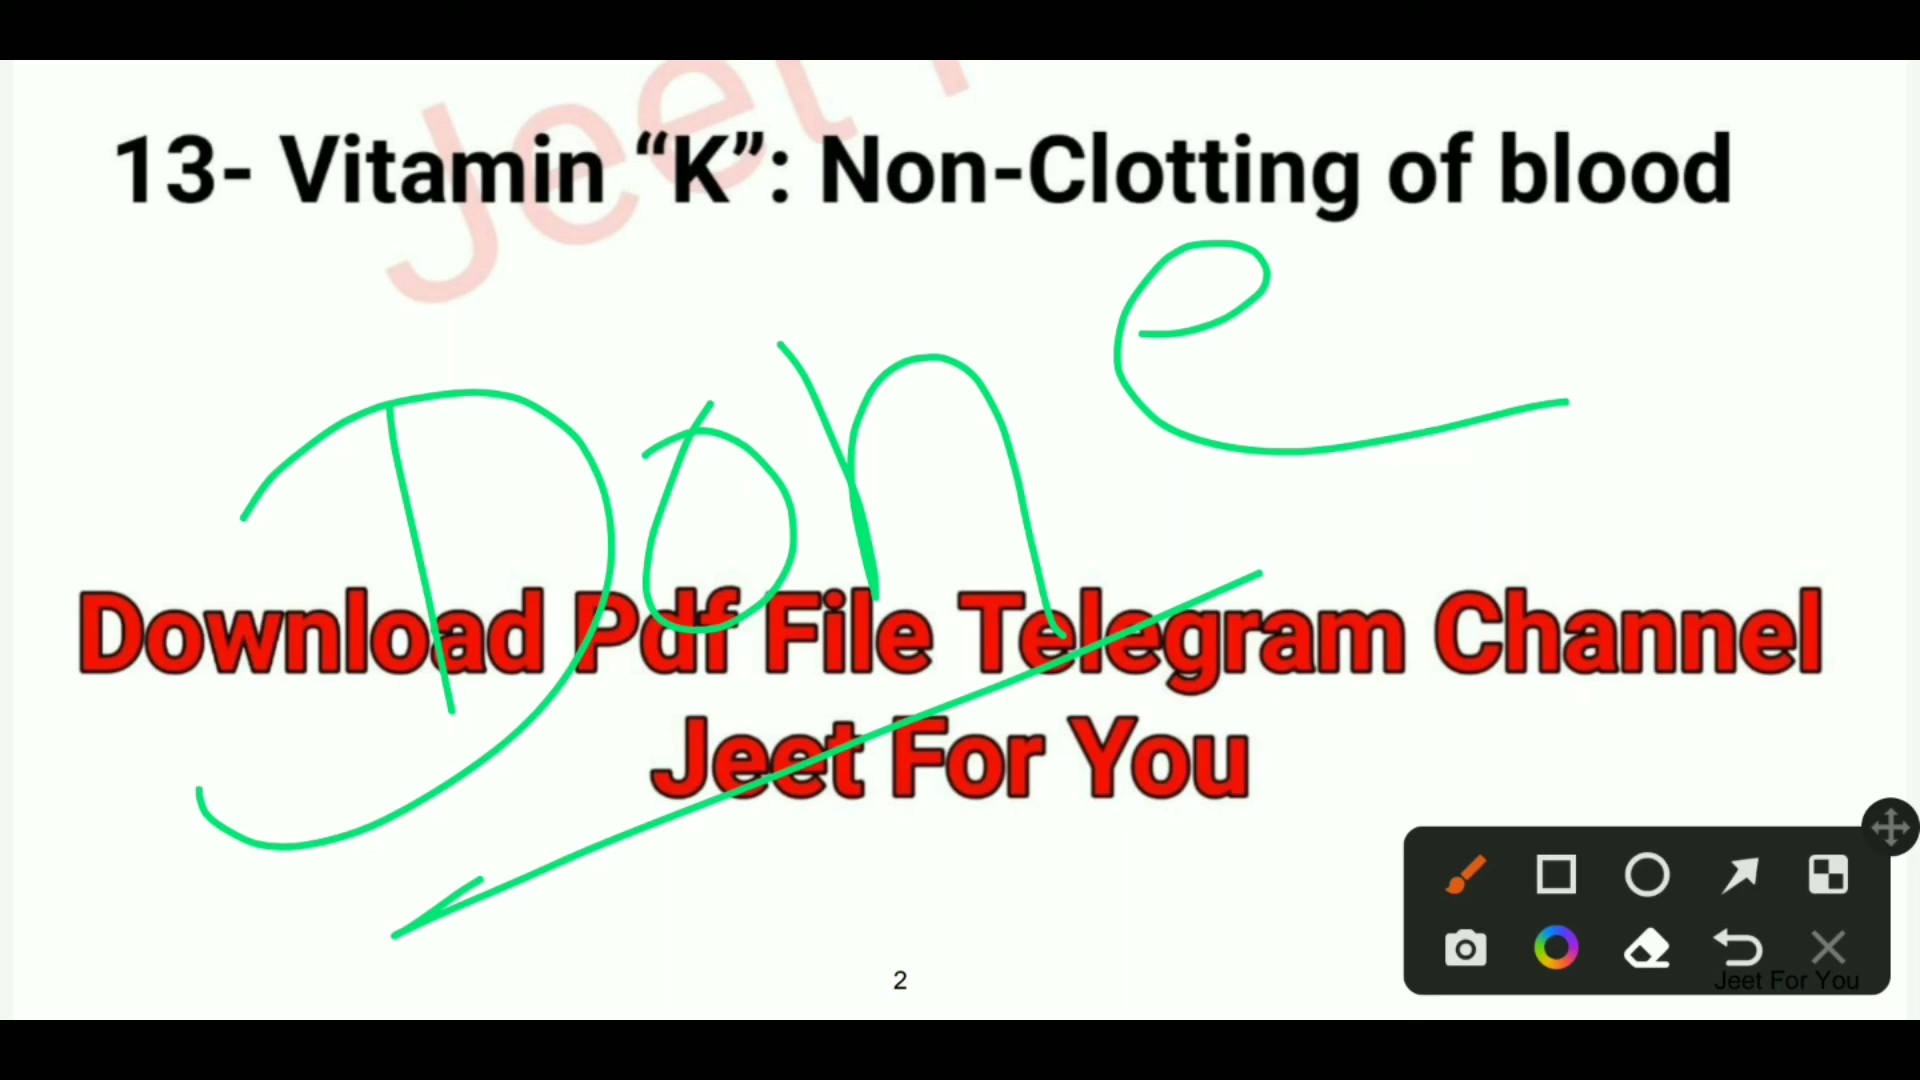 13- Vitamin “K”: Non-Clotting of blood
Done
Download Pdf File Telegram Channel
Jeet For You
2
Jeet For You
Jeet